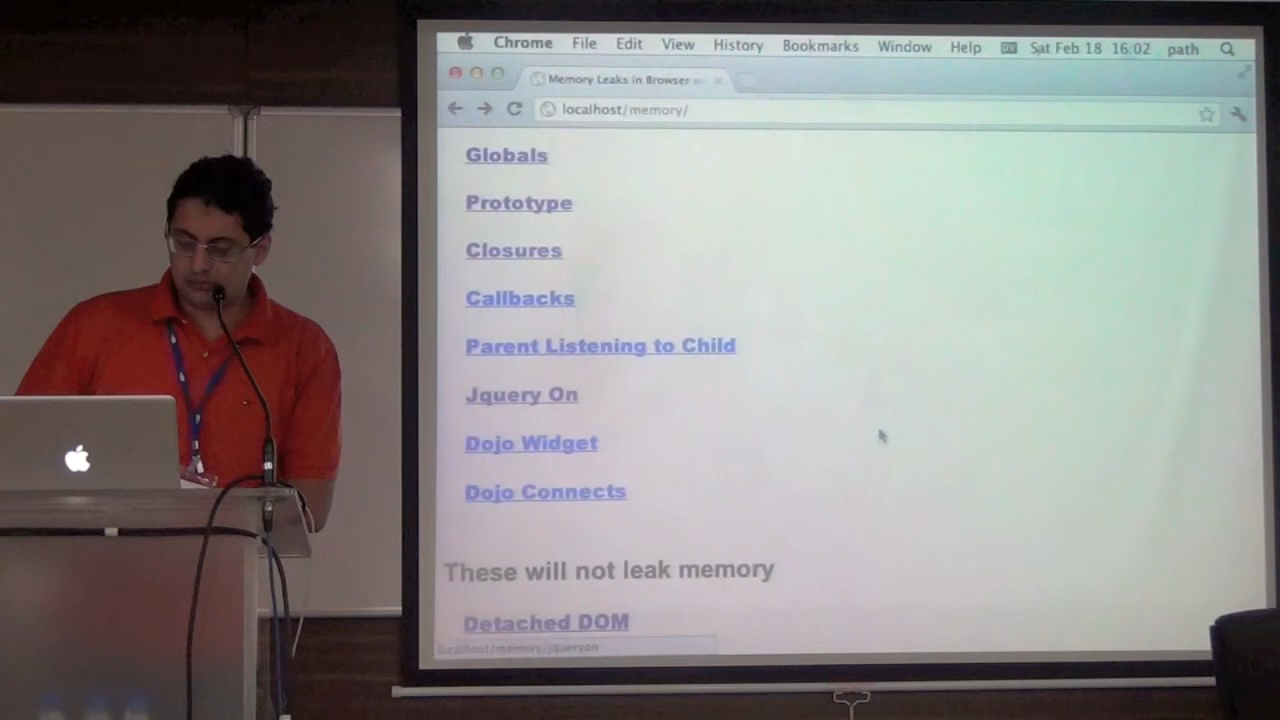 Chrome File Edit View History Bookmarks Window Help Sat Feb 18 16:02 path
Memory Leaks in Browser
localhost/memory/
Globals
Prototype
Closures
Callbacks
Parent Listening to Child
Jquery On
Dojo Widget
Dojo Connects
These will not leak memory
Detached DOM
localhost/memory/jqueryon